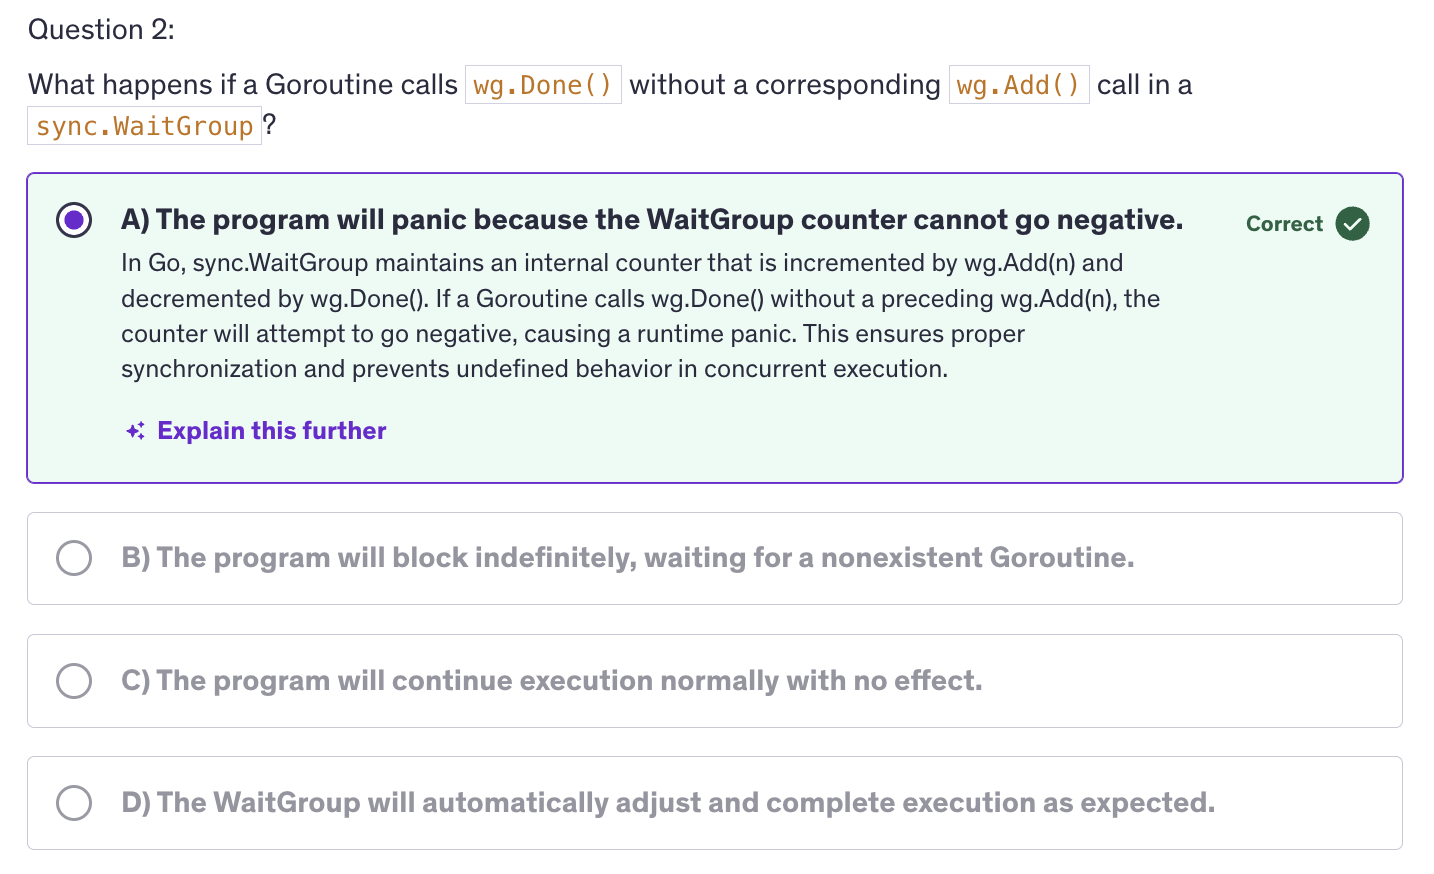 Question 2:
What happens if a Goroutine calls wg.Done() without a corresponding wg.Add() call in a
sync.WaitGroup?
A) The program will panic because the WaitGroup counter cannot go negative.
Correct
In Go, sync.WaitGroup maintains an internal counter that is incremented by wg.Add(n) and
decremented by wg.Done(). If a Goroutine calls wg.Done() without a preceding wg.Add(n), the
counter will attempt to go negative, causing a runtime panic. This ensures proper
synchronization and prevents undefined behavior in concurrent execution.
Explain this further
B) The program will block indefinitely, waiting for a nonexistent Goroutine.
C) The program will continue execution normally with no effect.
D) The WaitGroup will automatically adjust and complete execution as expected.